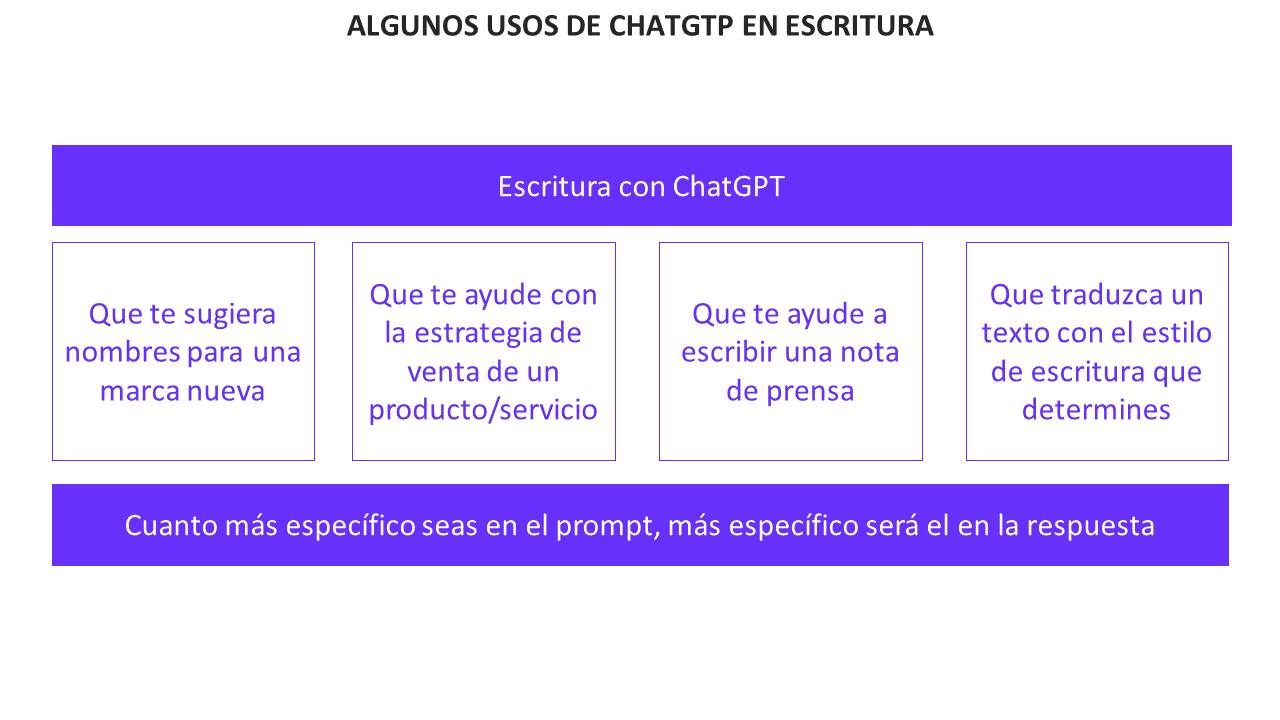 ALGUNOS USOS DE CHATGTP EN ESCRITURA
Escritura con ChatGPT
Que te sugiera
nombres para una
marca nueva
Que te ayude con
la estrategia de
venta de un
producto/servicio
Que te ayude a
escribir una nota
de prensa
Que traduzca un
texto con el estilo
de escritura que
determines
Cuanto más específico seas en el prompt, más específico será el en la respuesta